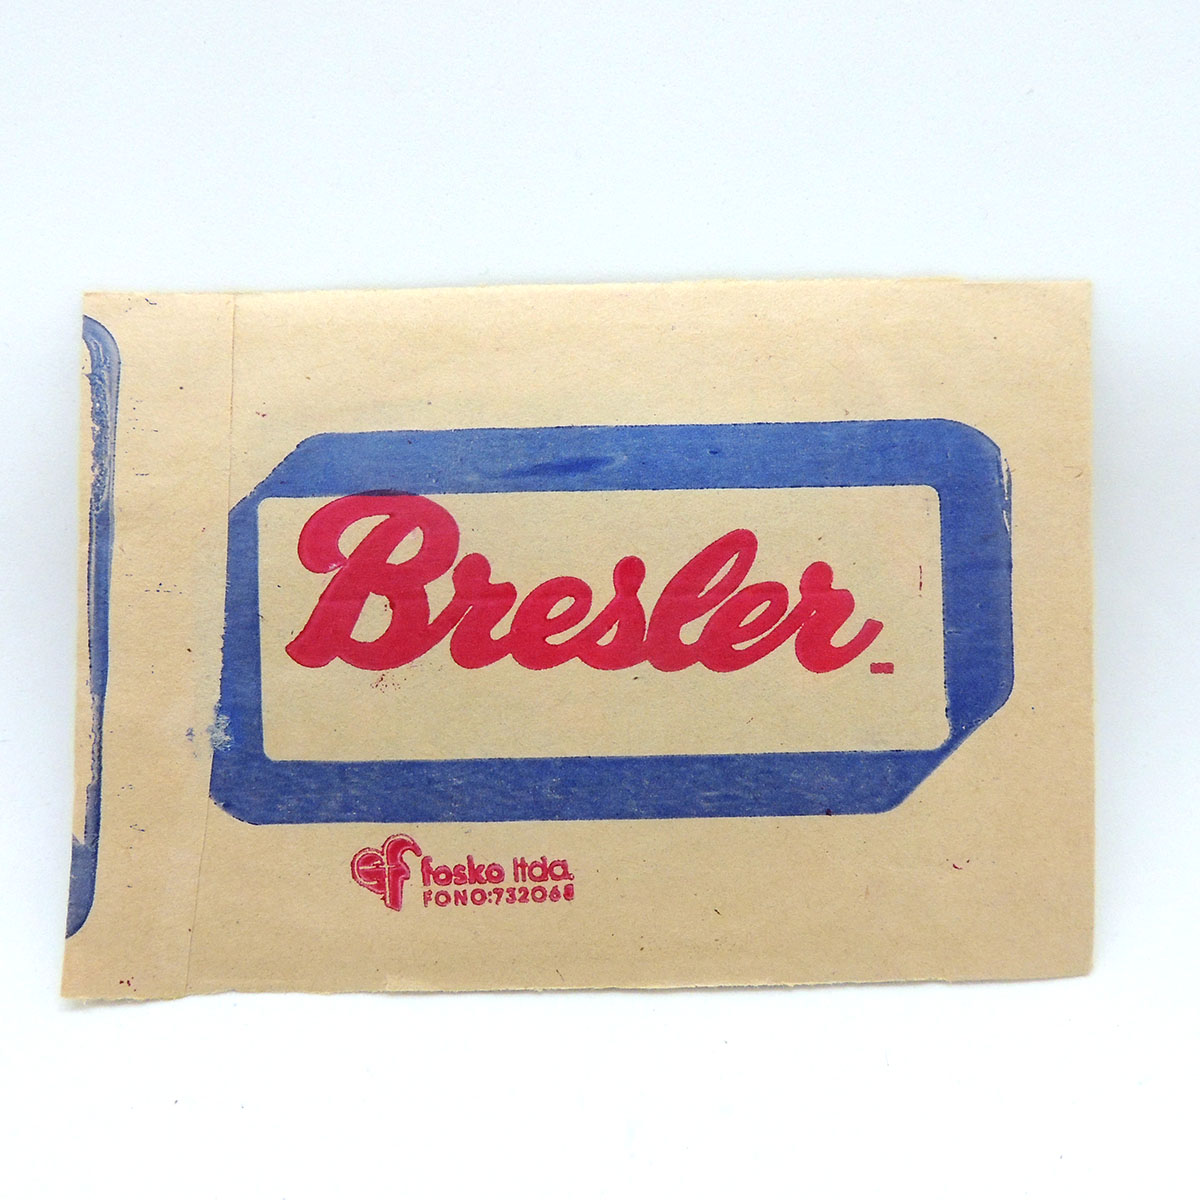 Bresler
fosko ltda.
FONO:732068